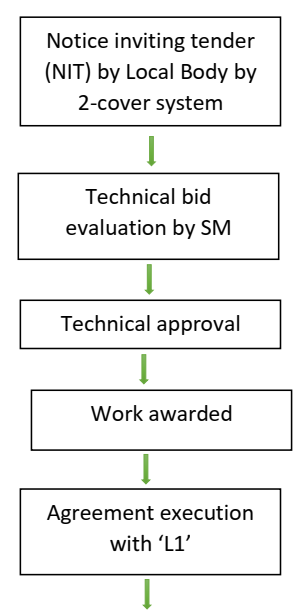 Notice inviting tender
(NIT) by Local Body by
2-cover system
Technical bid
evaluation by SM
Technical approval
Work awarded
Agreement execution
with ‘L1’